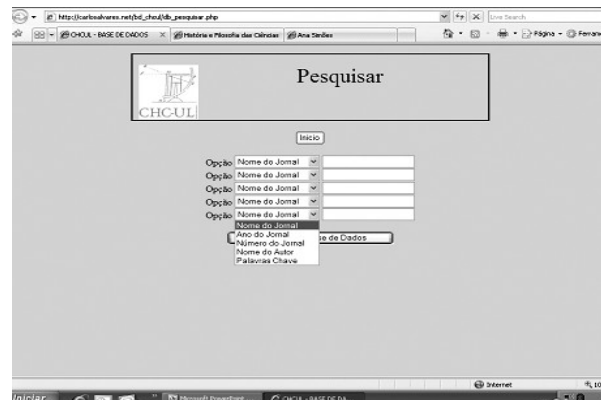 http://carlosalvares.net/bd_chcul/db_pesquisar.php
Live Search
CHCUL - BASE DE DADOS
História e Filosofia das Ciências
Ana Simões
Página
CHC-UL
Pesquisar
Início
Opção Nome do Jornal
Opção Nome do Jornal
Opção Nome do Jornal
Opção Nome do Jornal
Opção Nome do Jornal
Nome do Jornal
Ano do Jornal
Número do Jornal
Nome do Autor
Palavras Chave
se de Dados
Internet
Iniciar
Microsoft PowerPoint
CHCUL - BASE DE DA